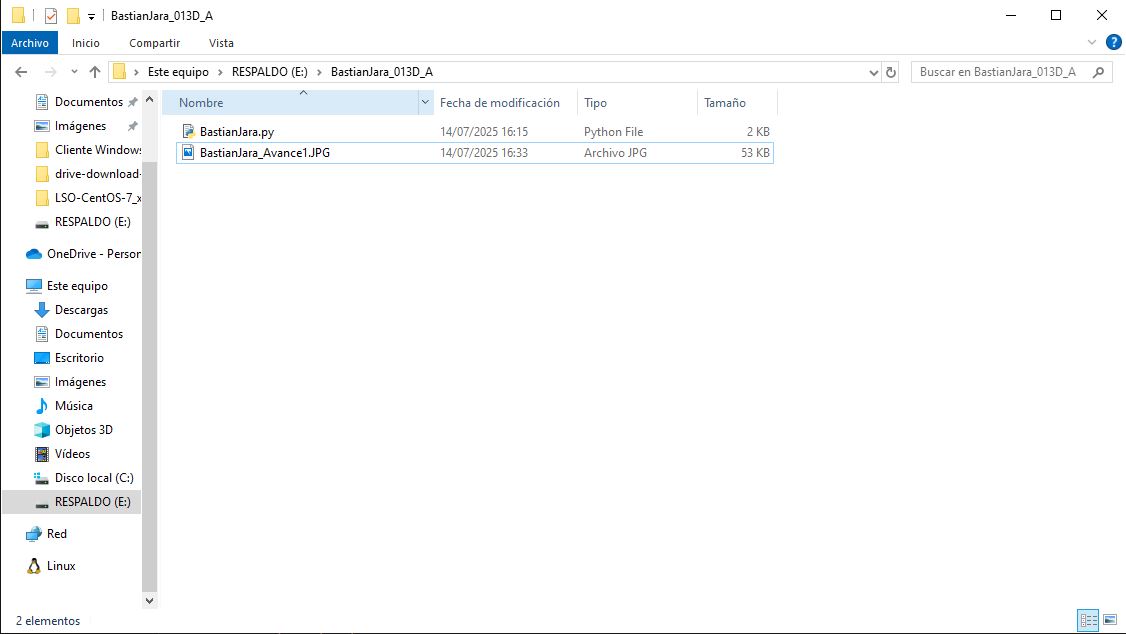 BastianJara_013D_A
Archivo Inicio Compartir Vista
Este equipo RESPALDO (E:) BastianJara_013D_A Buscar en BastianJara_013D_A
Nombre Fecha de modificación Tipo Tamaño
BastianJara.py 14/07/2025 16:15 Python File 2 KB
BastianJara_Avance1.JPG 14/07/2025 16:33 Archivo JPG 53 KB
Documentos
Imágenes
Cliente Windows
drive-download-
LSO-CentOS-7_x
RESPALDO (E:)
OneDrive - Person
Este equipo
Descargas
Documentos
Escritorio
Imágenes
Música
Objetos 3D
Vídeos
Disco local (C:)
RESPALDO (E:)
Red
Linux
2 elementos